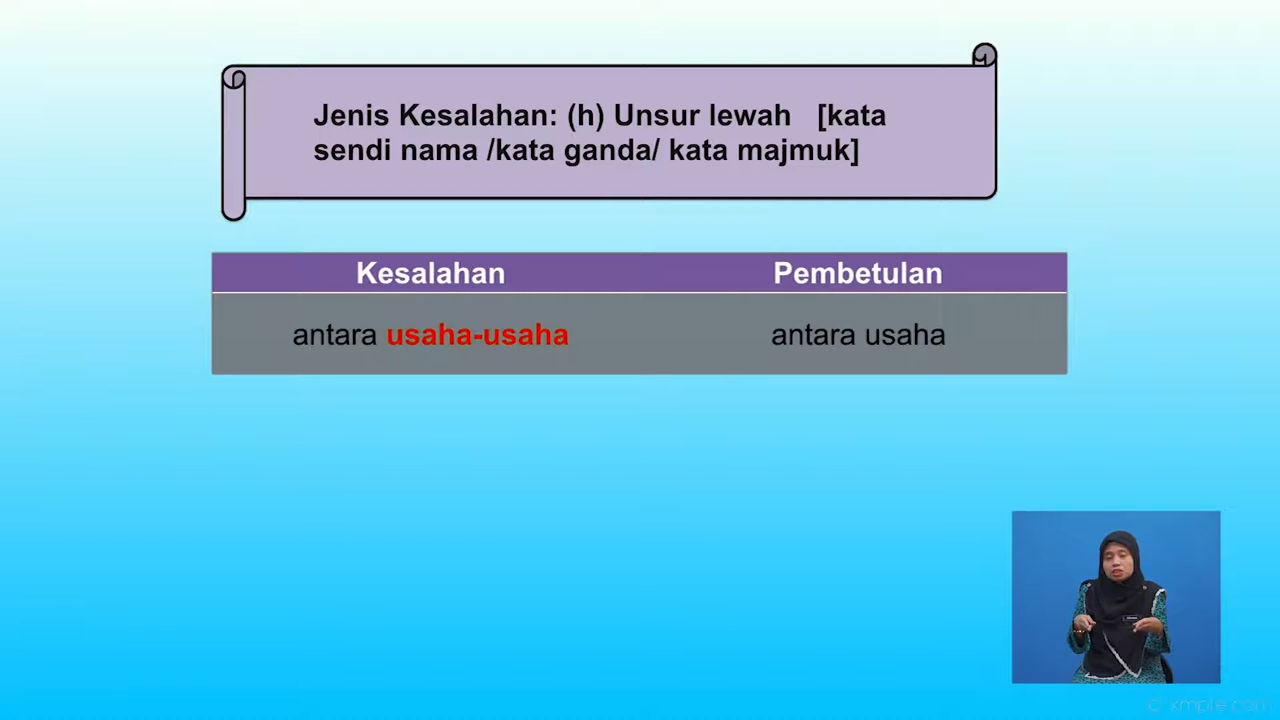 Jenis Kesalahan: (h) Unsur lewah [kata
sendi nama /kata ganda/ kata majmuk]
Kesalahan Pembetulan
antara usaha-usaha antara usaha